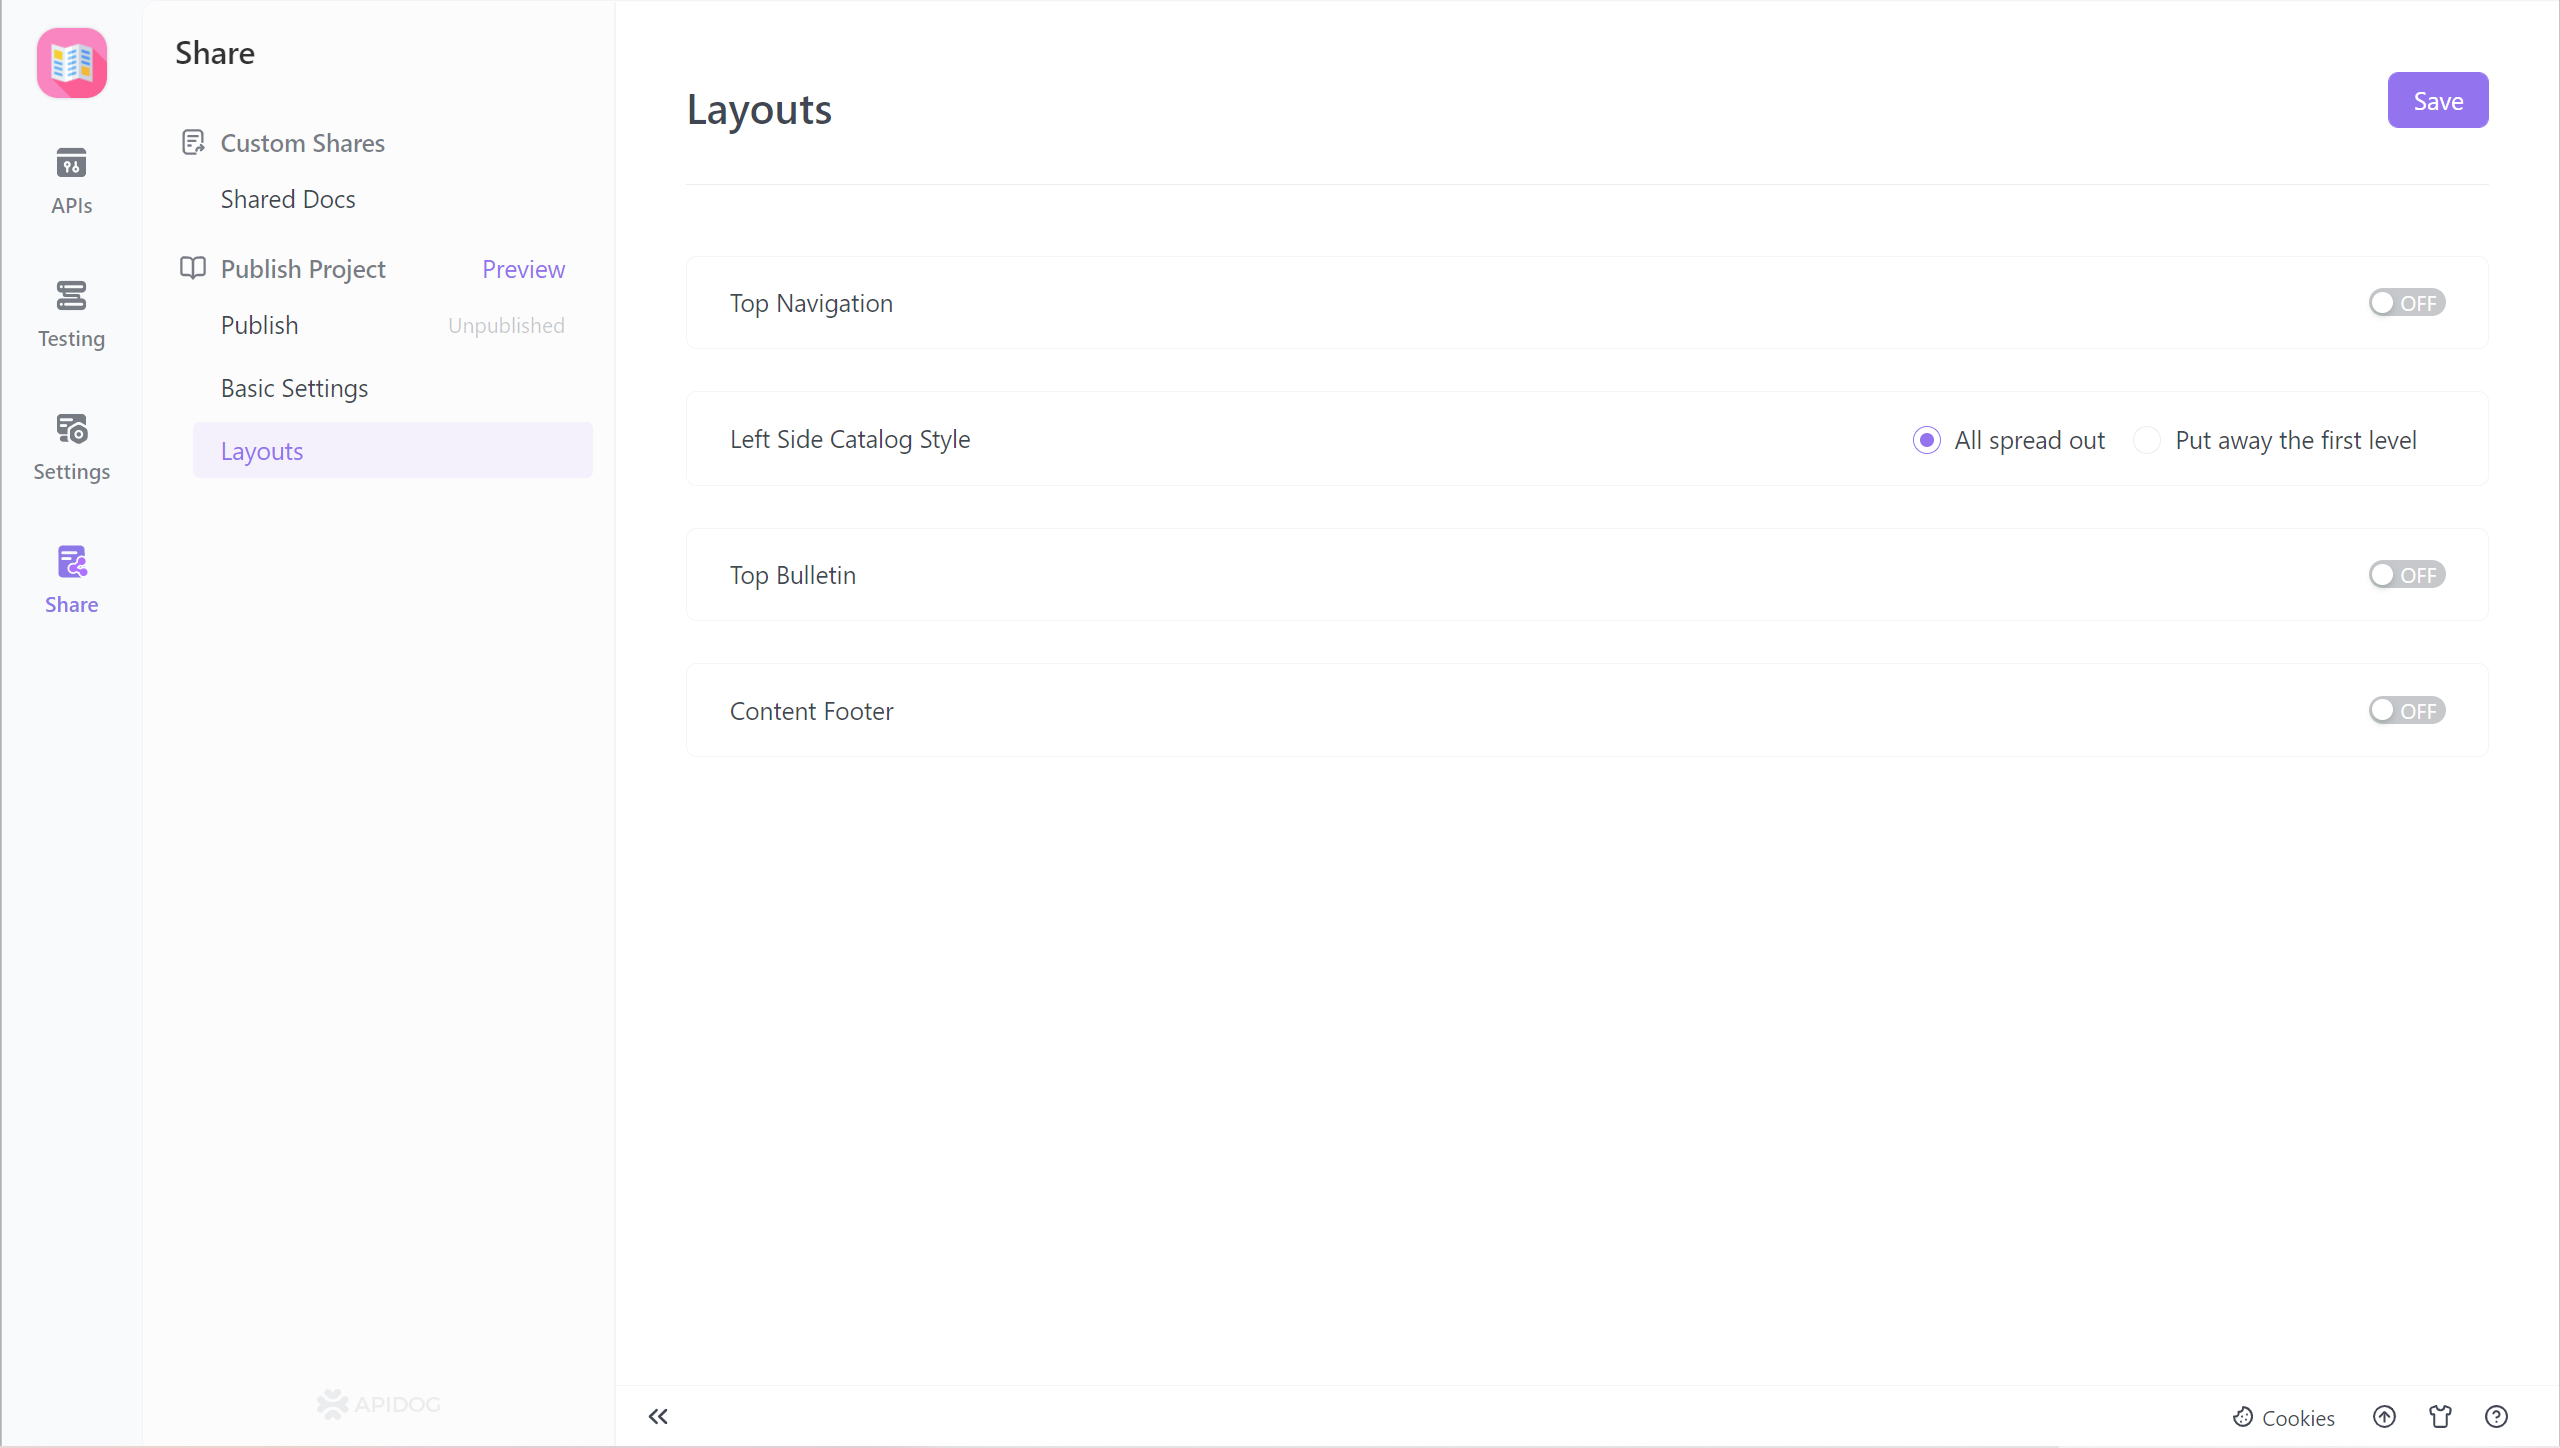 Share
Custom Shares
Shared Docs
Publish Project Preview
Publish Unpublished
Basic Settings
Layouts
APIs
Testing
Settings
Share
APIDOG
Layouts
Save
Top Navigation OFF
Left Side Catalog Style All spread out Put away the first level
Top Bulletin OFF
Content Footer OFF
Cookies